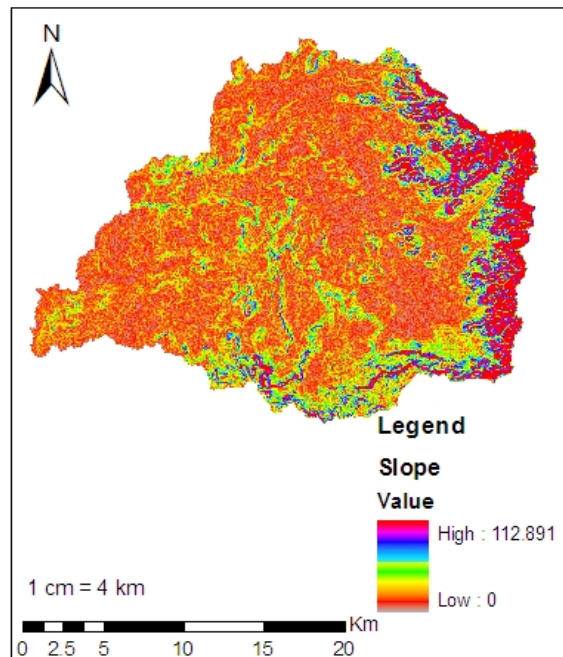 N
Legend
Slope
Value
High : 112.891
Low : 0
1 cm = 4 km
Km
0 2.5 5 10 15 20